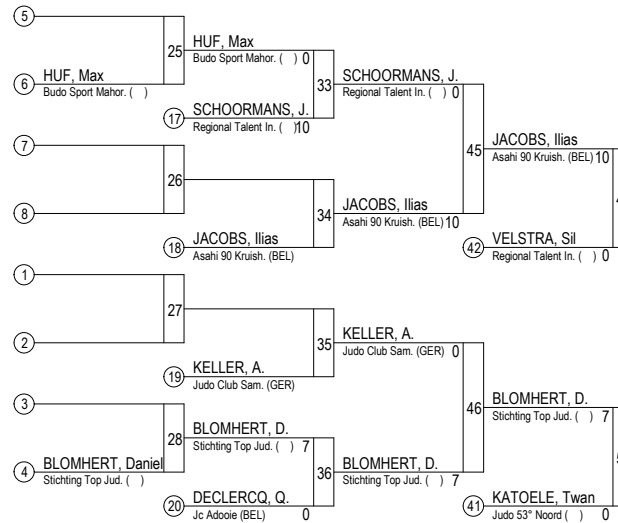 5
25
HUF, Max
Budo Sport Mahor. ( ) 0
6
HUF, Max
Budo Sport Mahor. ( )
33
SCHOORMANS, J.
Regional Talent In. ( ) 0
17
SCHOORMANS, J.
Regional Talent In. ( ) 10
7
45
JACOBS, Ilias
Asahi 90 Kruish. (BEL) 10
26
8
34
JACOBS, Ilias
Asahi 90 Kruish. (BEL) 10
18
JACOBS, Ilias
Asahi 90 Kruish. (BEL)
42
VELSTRA, Sil
Regional Talent In. ( ) 0
1
27
2
35
KELLER, A.
Judo Club Sam. (GER) 0
19
KELLER, A.
Judo Club Sam. (GER)
3
46
BLOMHERT, D.
Stichting Top Jud. ( ) 7
28
BLOMHERT, D.
Stichting Top Jud. ( ) 7
4
BLOMHERT, Daniel
Stichting Top Jud. ( )
36
BLOMHERT, D.
Stichting Top Jud. ( ) 7
20
DECLERCQ, Q.
Jc Adooie (BEL) 0
41
KATOELE, Twan
Judo 53° Noord ( ) 0